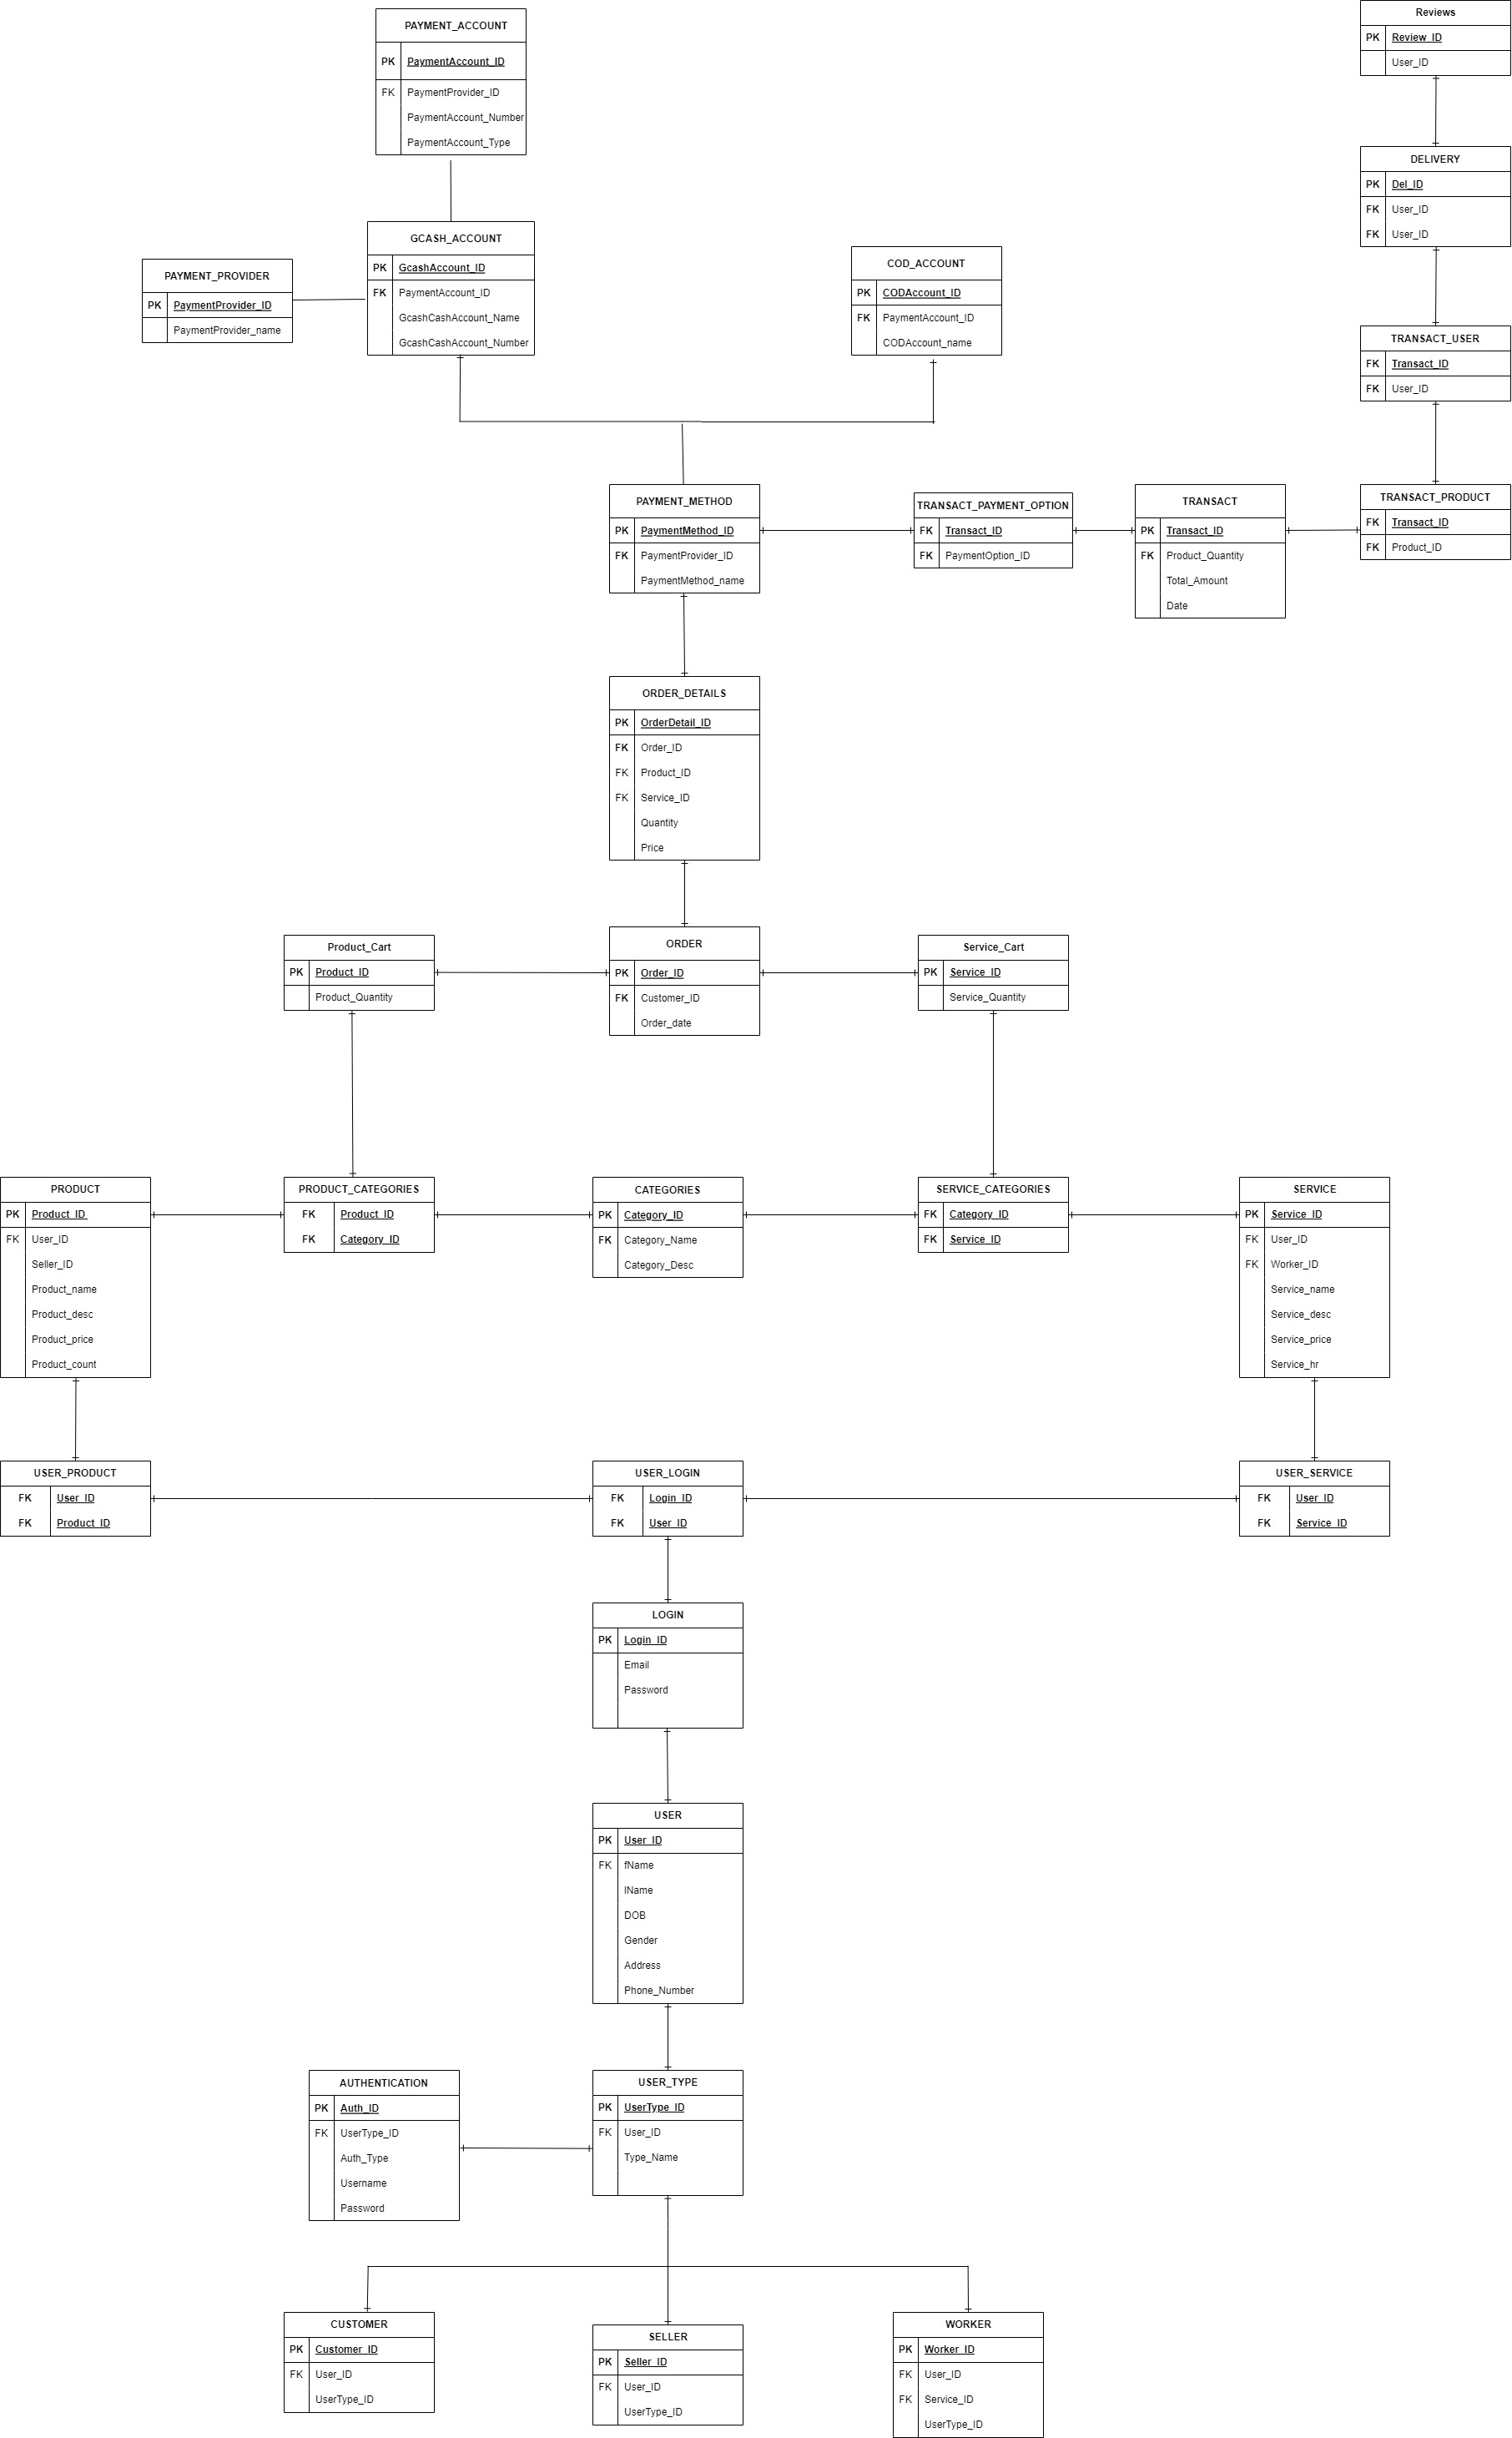 PAYMENT_ACCOUNT
PK PaymentAccount_ID
FK PaymentProvider_ID
PaymentAccount_Number
PaymentAccount_Type
Reviews
PK Review_ID
User_ID
DELIVERY
PK Del_ID
FK User_ID
FK User_ID
GCASH_ACCOUNT
PK GcashAccount_ID
FK PaymentAccount_ID
GcashCashAccount_Name
GcashCashAccount_Number
PAYMENT_PROVIDER
PK PaymentProvider_ID
PaymentProvider_name
COD_ACCOUNT
PK CODAccount_ID
FK PaymentAccount_ID
CODAccount_name
TRANSACT_USER
FK Transact_ID
FK User_ID
PAYMENT_METHOD
PK PaymentMethod_ID
FK PaymentProvider_ID
PaymentMethod_name
TRANSACT_PAYMENT_OPTION
FK Transact_ID
FK PaymentOption_ID
TRANSACT
PK Transact_ID
FK Product_Quantity
Total_Amount
Date
TRANSACT_PRODUCT
FK Transact_ID
FK Product_ID
ORDER_DETAILS
PK OrderDetail_ID
FK Order_ID
FK Product_ID
FK Service_ID
Quantity
Price
Product_Cart
PK Product_ID
Product_Quantity
ORDER
PK Order_ID
FK Customer_ID
Order_date
Service_Cart
PK Service_ID
Service_Quantity
PRODUCT
PK Product_ID
FK User_ID
Seller_ID
Product_name
Product_desc
Product_price
Product_count
PRODUCT_CATEGORIES
FK Product_ID
FK Category_ID
CATEGORIES
PK Category_ID
FK Category_Name
Category_Desc
SERVICE_CATEGORIES
FK Category_ID
FK Service_ID
SERVICE
PK Service_ID
FK User_ID
FK Worker_ID
Service_name
Service_desc
Service_price
Service_hr
USER_PRODUCT
FK User_ID
FK Product_ID
USER_LOGIN
FK Login_ID
FK User_ID
USER_SERVICE
FK User_ID
FK Service_ID
LOGIN
PK Login_ID
Email
Password
USER
PK User_ID
FK fName
lName
DOB
Gender
Address
Phone_Number
AUTHENTICATION
PK Auth_ID
FK UserType_ID
Auth_Type
Username
Password
USER_TYPE
PK UserType_ID
FK User_ID
Type_Name
CUSTOMER
PK Customer_ID
FK User_ID
UserType_ID
SELLER
PK Seller_ID
FK User_ID
UserType_ID
WORKER
PK Worker_ID
FK User_ID
FK Service_ID
UserType_ID